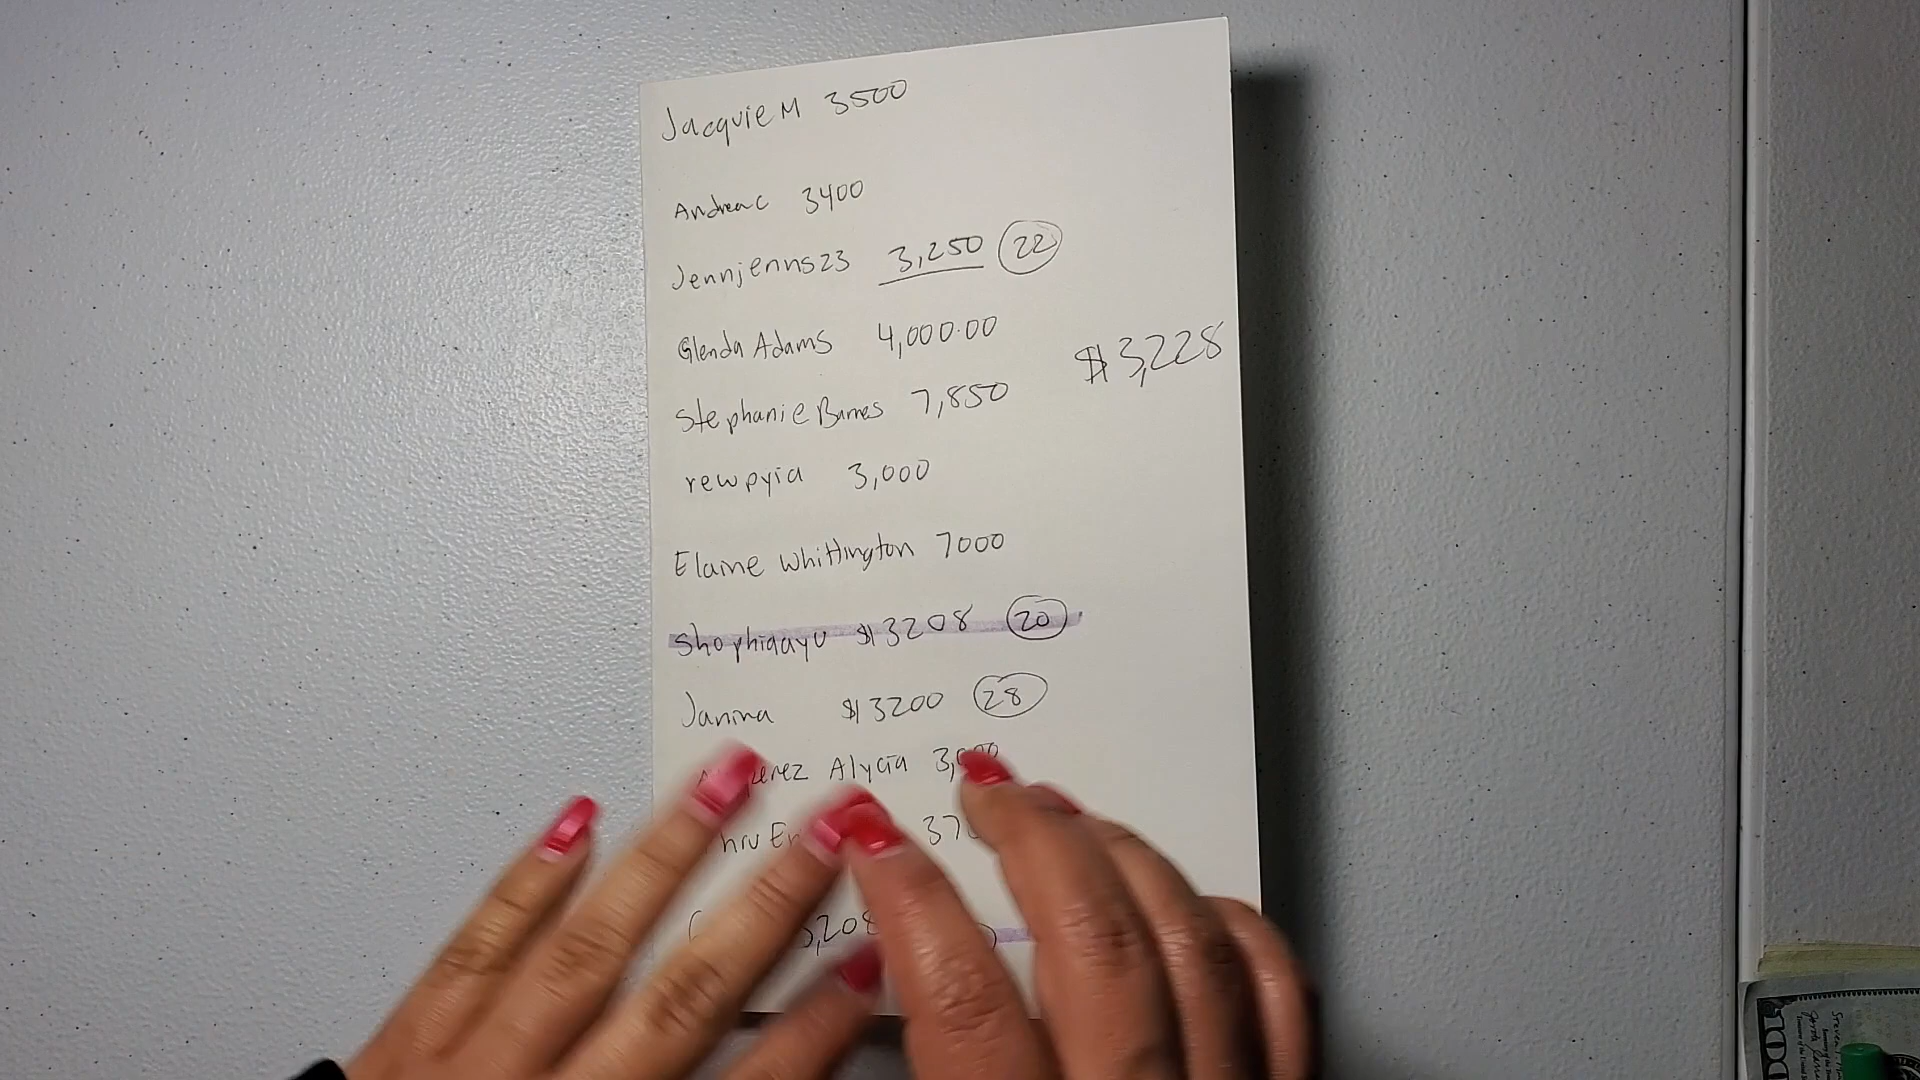 Jacquie M 3500
Andrea C 3400
Jennjenns23 3,250 22
Glenda Adams 4,000.00
$3,228
Stephanie Barnes 7,850
rewpyia 3,000
Elaine Whittington 7000
Shophiaayu $3208 20
Janina $3200 28
Alycia